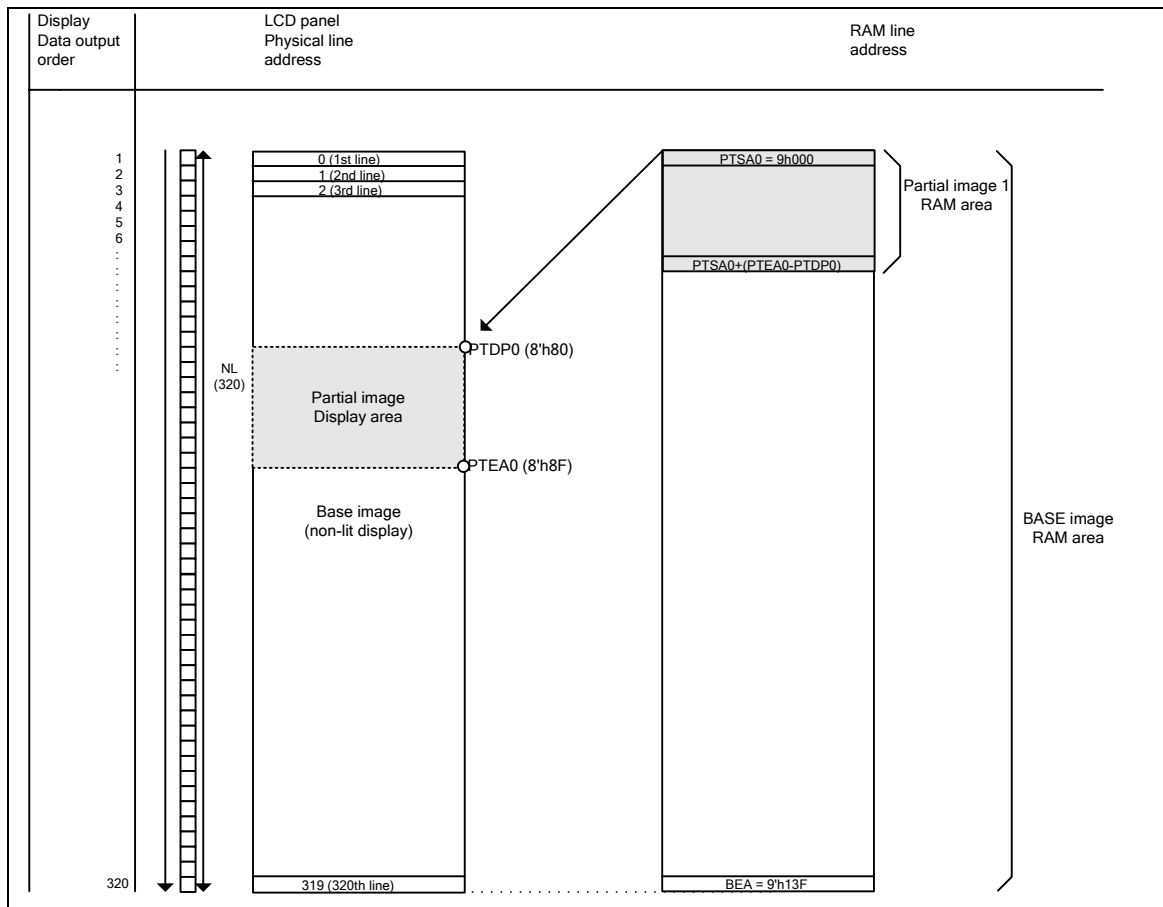 Display
Data output
order
LCD panel
Physical line
address
RAM line
address
1
2
3
4
5
6
:
:
:
:
:
:
:
:
:
320
NL
(320)
0 (1st line)
1 (2nd line)
2 (3rd line)
PTDP0 (8'h80)
Partial image
Display area
PTEA0 (8'h8F)
Base image
(non-lit display)
319 (320th line)
PTSA0 = 9h000
PTSA0+(PTEA0-PTDP0)
BEA = 9'h13F
Partial image 1
RAM area
BASE image
RAM area